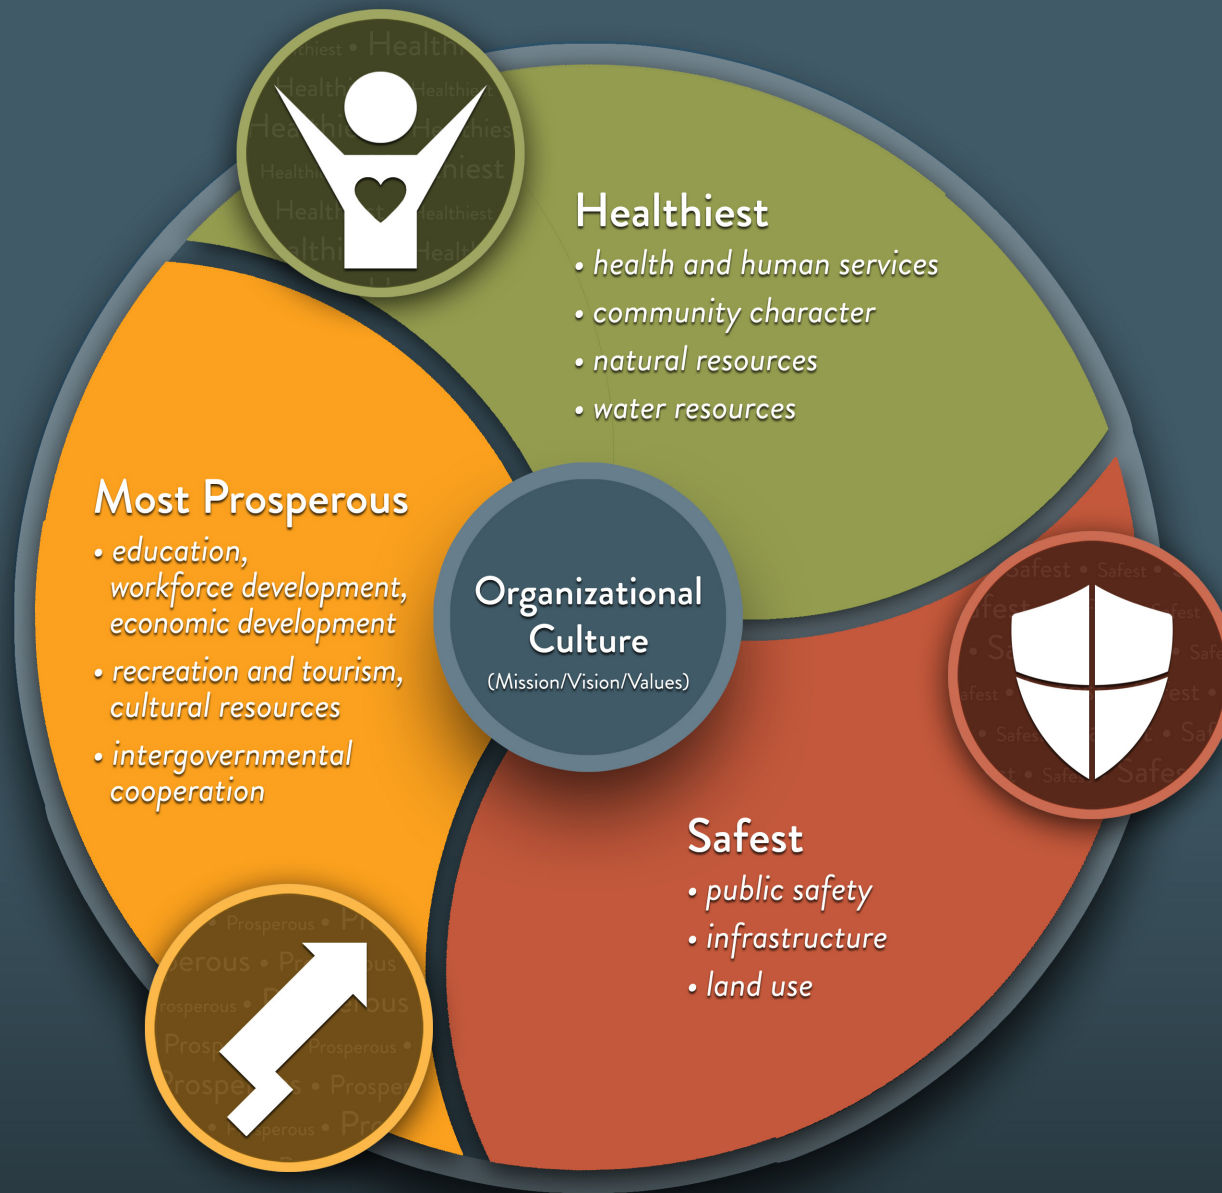 Healthiest
• health and human services
• community character
• natural resources
• water resources
Most Prosperous
• education,
workforce development,
economic development
• recreation and tourism,
cultural resources
• intergovernmental
cooperation
Organizational
Culture
(Mission/Vision/Values)
Safest
• public safety
• infrastructure
• land use